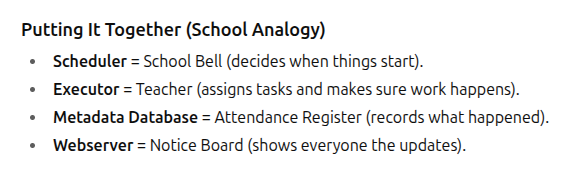 Putting It Together (School Analogy)
• Scheduler = School Bell (decides when things start).
• Executor = Teacher (assigns tasks and makes sure work happens).
• Metadata Database = Attendance Register (records what happened).
• Webserver = Notice Board (shows everyone the updates).